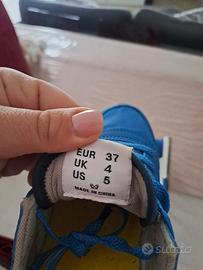 EUR 37
UK 4
US 5
MADE IN CHINA
subito